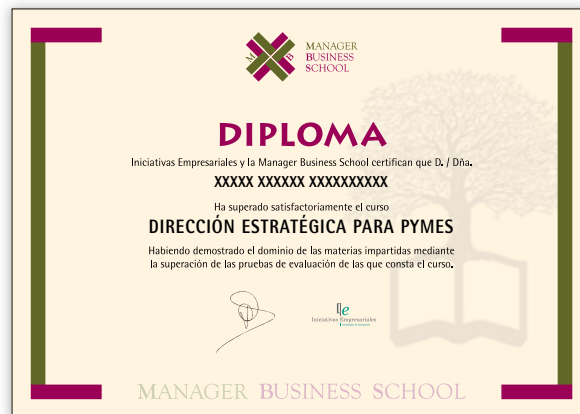 M B
MANAGER
BUSINESS
SCHOOL
DIPLOMA
Iniciativas Empresariales y la Manager Business School certifican que D. / Dña.
XXXXX XXXXXX XXXXXXXXXX
Ha superado satisfactoriamente el curso
DIRECCIÓN ESTRATÉGICA PARA PYMES
Habiendo demostrado el dominio de las materias impartidas mediante
la superación de las pruebas de evaluación de las que consta el curso.
Iniciativas Empresariales
MANAGER BUSINESS SCHOOL